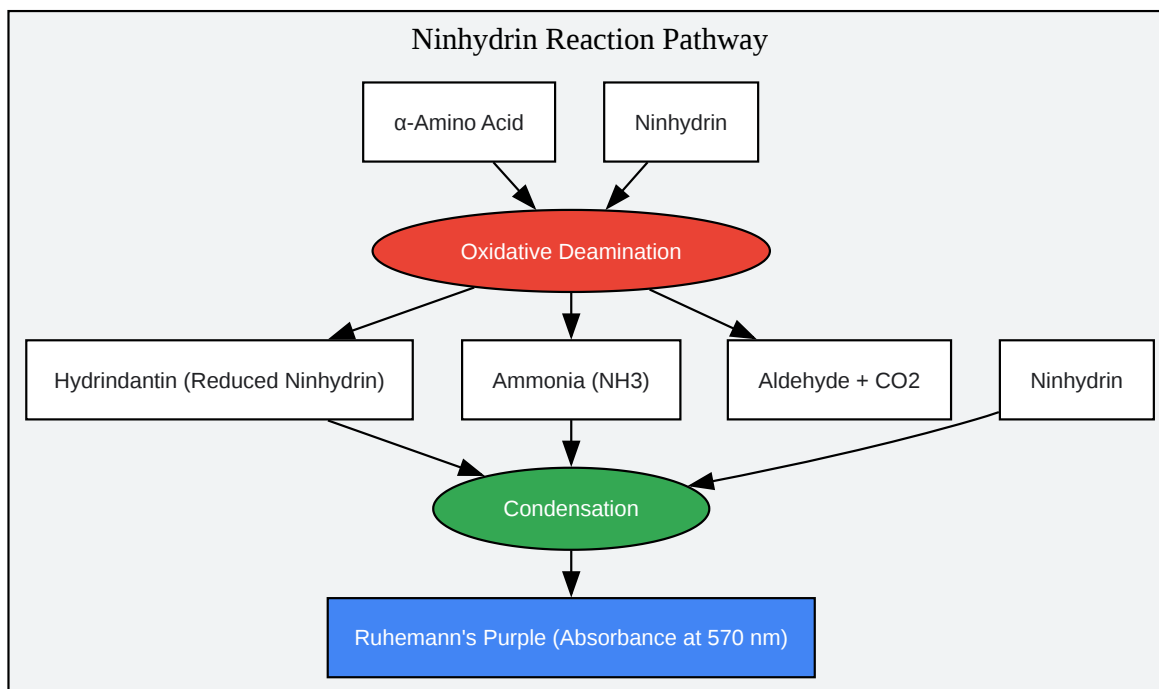 Ninhydrin Reaction Pathway
α-Amino Acid
Ninhydrin
Oxidative Deamination
Hydrindantin (Reduced Ninhydrin)
Ammonia (NH3)
Aldehyde + CO2
Ninhydrin
Condensation
Ruhemann's Purple (Absorbance at 570 nm)